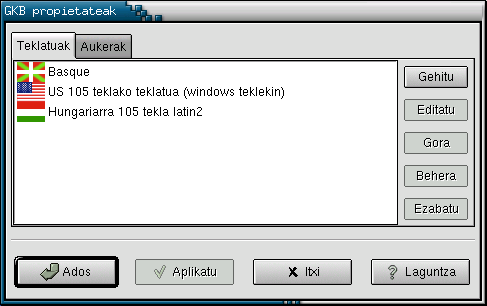 GKB propietateak
Teklatuak Aukerak
Basque
US 105 teklako teklatua (windows teklekin)
Hungariarra 105 tekla latin2
Gehitu
Editatu
Gora
Behera
Ezabatu
Ados Aplikatu Itxi ? Laguntza